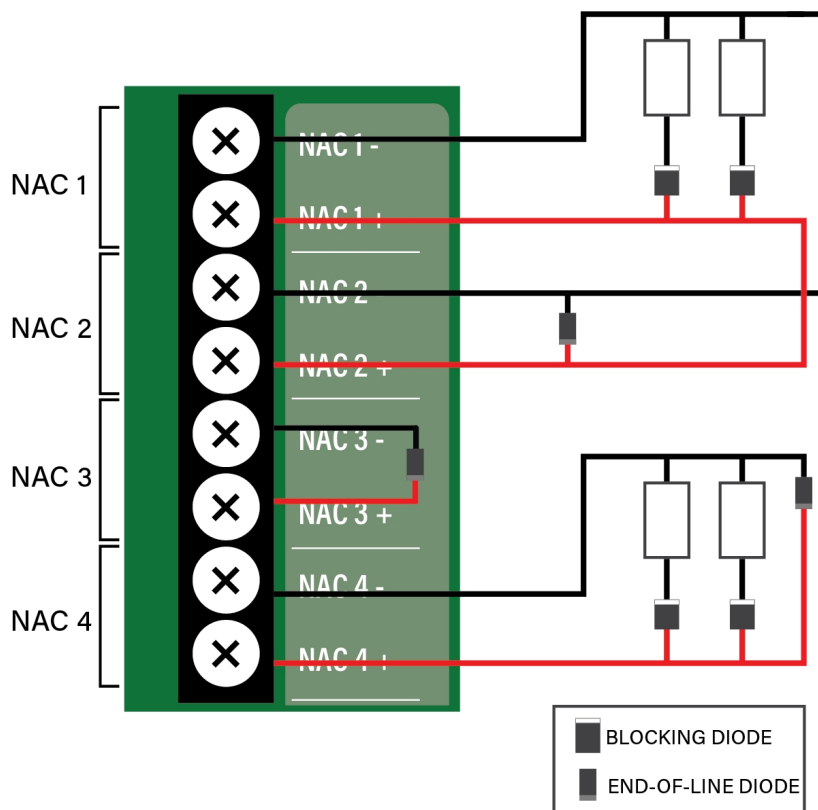 NAC 1
NAC 2
NAC 3
NAC 4
NAC 1 -
NAC 1 +
NAC 2
NAC 2 +
NAC 3 -
NAC 3 +
NAC 4 -
NAC 4 +
BLOCKING DIODE
END-OF-LINE DIODE